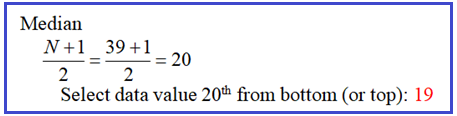 Median
N + 1 / 2 = 39 + 1 / 2 = 20
Select data value 20th from bottom (or top): 19